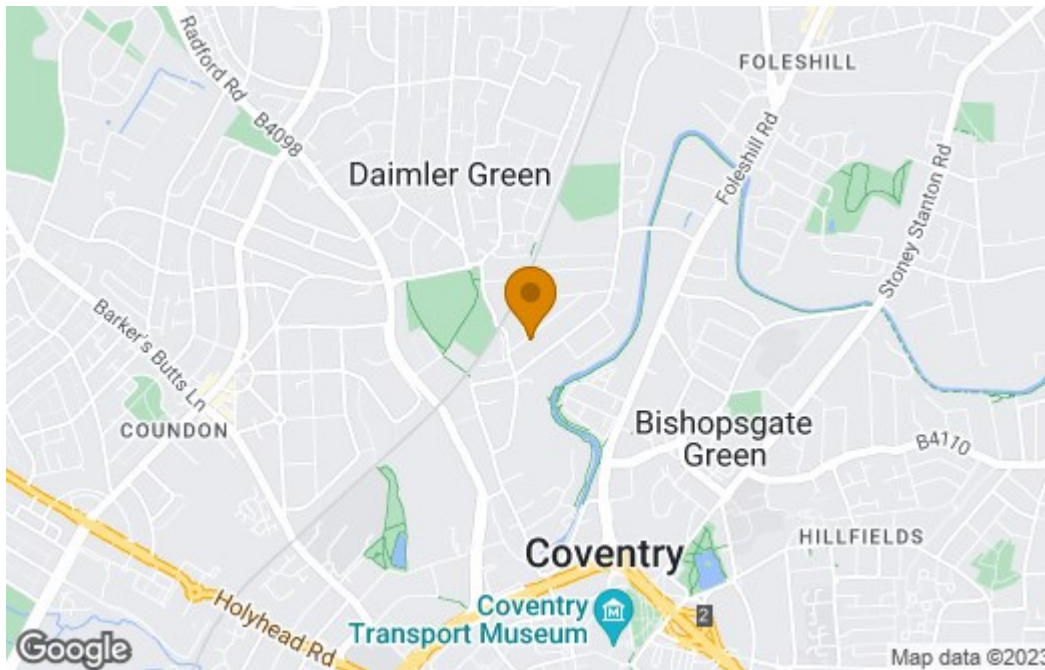 Radford Rd
B4098
FOLESHILL
Daimler Green
Foleshill Rd
Stoney Stanton Rd
Barker's Butts Ln
COUNDON
Bishopsgate
Green
B4110
HILLFIELDS
Coventry
Coventry
Transport Museum
2
Holyhead Rd
Google
Map data ©2023